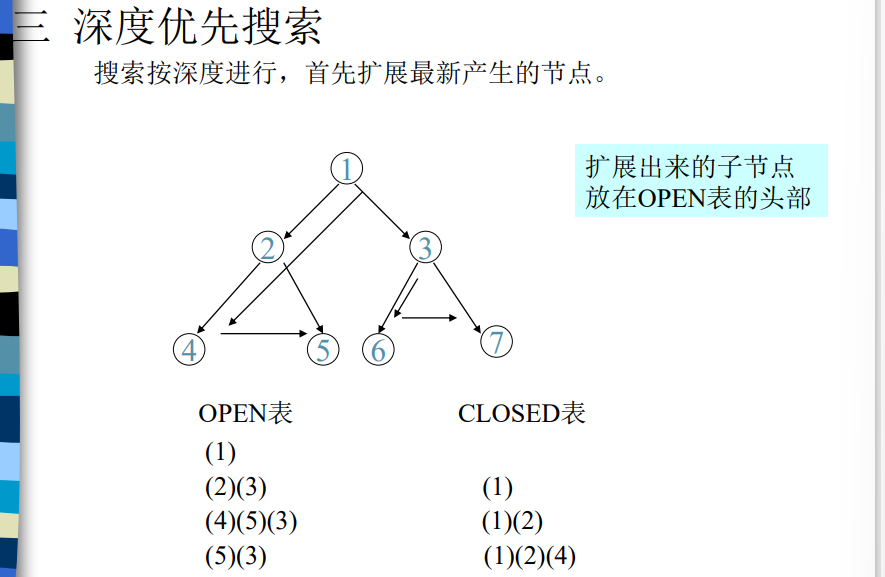 三 深度优先搜索
搜索按深度进行，首先扩展最新产生的节点。
扩展出来的子节点
放在OPEN表的头部
1
2
3
4
5
6
7
OPEN表
CLOSED表
(1)
(2)(3)
(1)
(4)(5)(3)
(1)(2)
(5)(3)
(1)(2)(4)